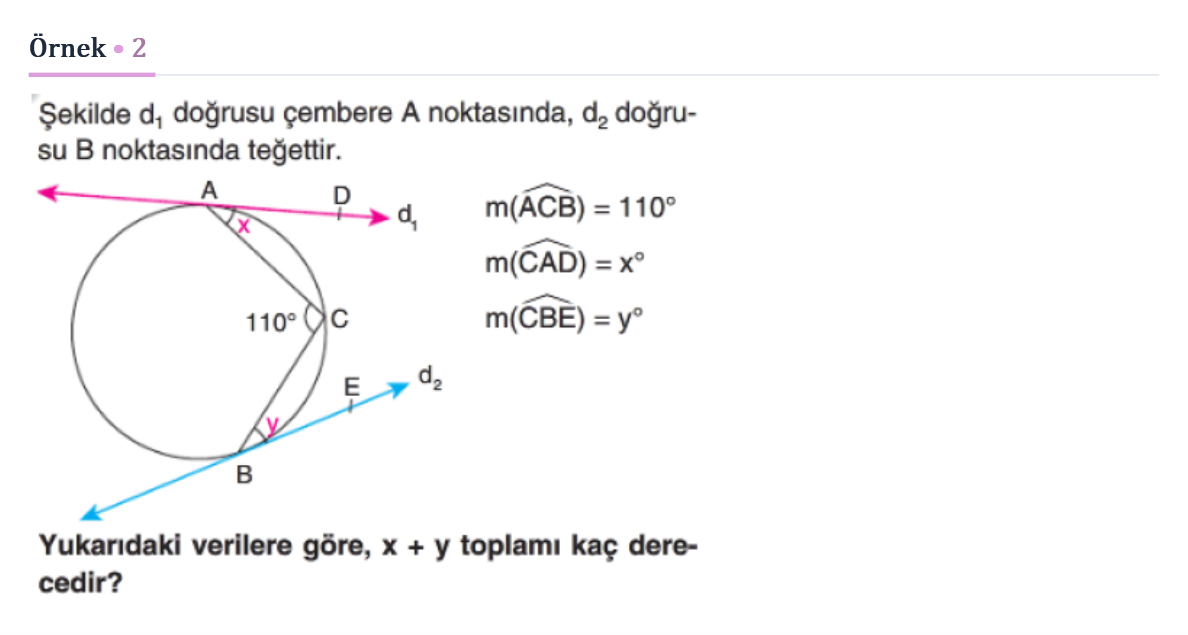 Örnek • 2
Şekilde d₁ doğrusu çembere A noktasında, d₂ doğru-
su B noktasında teğettir.
A
D
d₁
m(ACB) = 110°
x
m(CAD) = x°
110°
C
m(CBE) = y°
E
d₂
y
B
Yukarıdaki verilere göre, x + y toplamı kaç dere-
cedir?